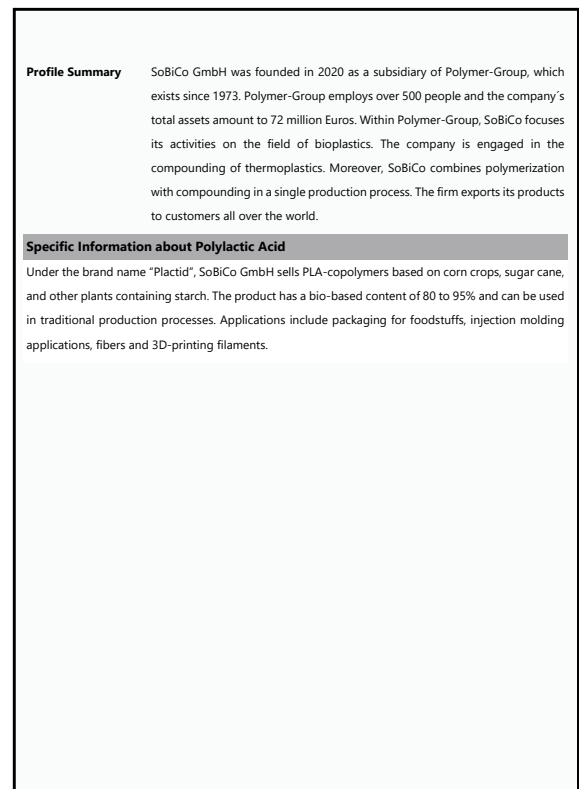 Profile Summary SoBiCo GmbH was founded in 2020 as a subsidiary of Polymer-Group, which
exists since 1973. Polymer-Group employs over 500 people and the company´s
total assets amount to 72 million Euros. Within Polymer-Group, SoBiCo focuses
its activities on the field of bioplastics. The company is engaged in the
compounding of thermoplastics. Moreover, SoBiCo combines polymerization
with compounding in a single production process. The firm exports its products
to customers all over the world.
Specific Information about Polylactic Acid
Under the brand name “Plactid”, SoBiCo GmbH sells PLA-copolymers based on corn crops, sugar cane,
and other plants containing starch. The product has a bio-based content of 80 to 95% and can be used
in traditional production processes. Applications include packaging for foodstuffs, injection molding
applications, fibers and 3D-printing filaments.